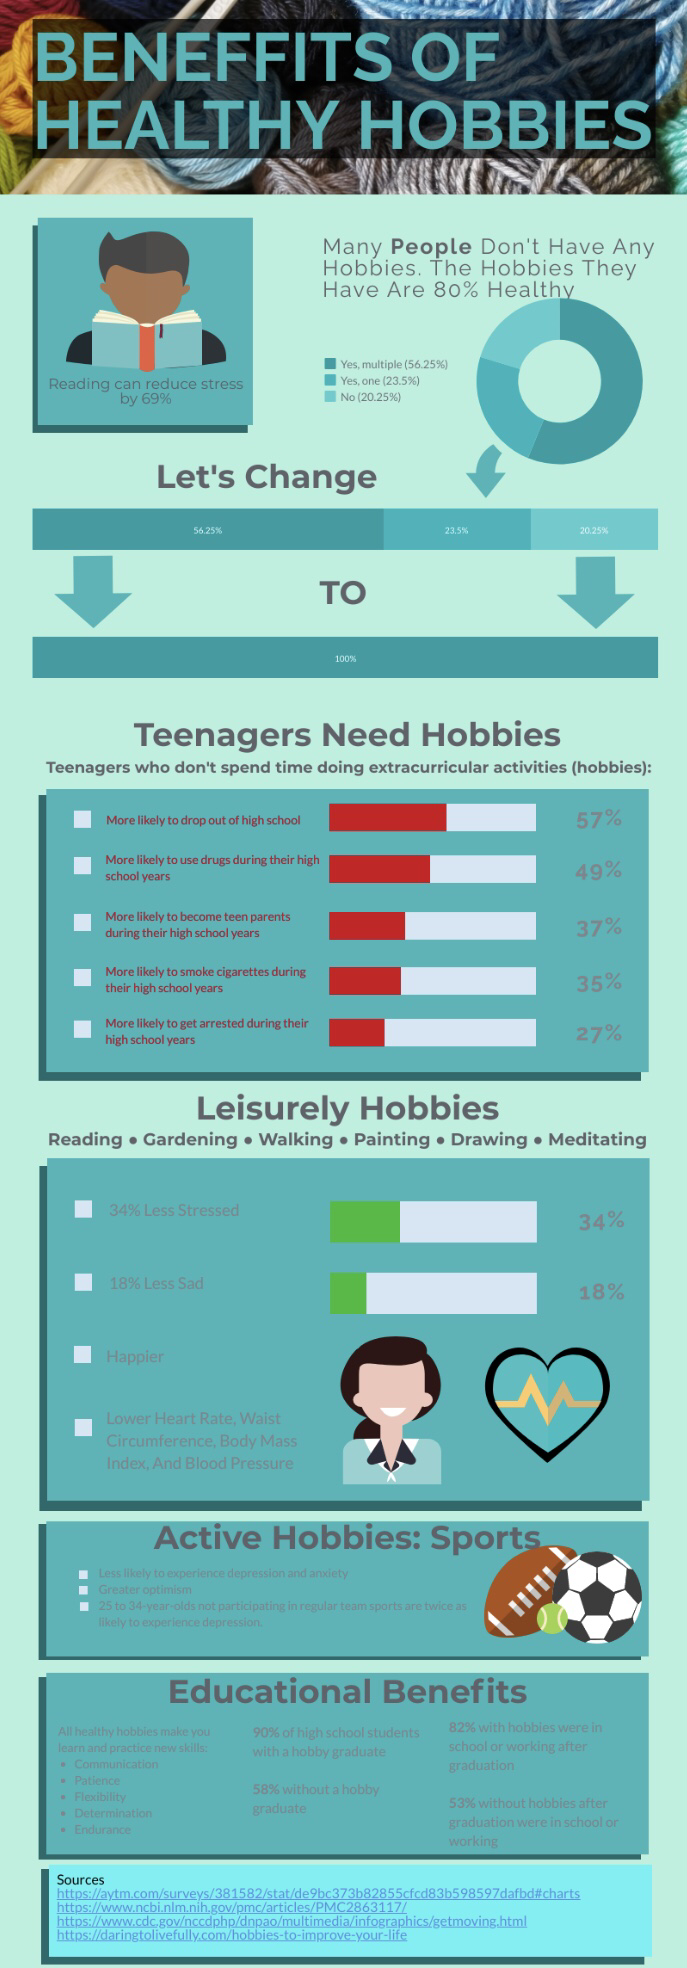 BENEFFITS OF
HEALTHY HOBBIES
Reading can reduce stress
by 69%
Many People Don't Have Any
Hobbies. The Hobbies They
Have Are 80% Healthy
Yes, multiple (56.25%)
Yes, one (23.5%)
No (20.25%)
Let's Change
56.25%
23.5%
20.25%
TO
100%
Teenagers Need Hobbies
Teenagers who don't spend time doing extracurricular activities (hobbies):
More likely to drop out of high school
57%
More likely to use drugs during their high
school years
49%
More likely to become teen parents
during their high school years
37%
More likely to smoke cigarettes during
their high school years
35%
More likely to get arrested during their
high school years
27%
Leisurely Hobbies
Reading ● Gardening ● Walking ● Painting ● Drawing ● Meditating
34% Less Stressed
34%
18% Less Sad
18%
Happier
Lower Heart Rate, Waist
Circumference, Body Mass
Index, And Blood Pressure
Active Hobbies: Sports
Less likely to experience depression and anxiety
Greater optimism
25 to 34-year-olds not participating in regular team sports are twice as
likely to experience depression.
Educational Benefits
All healthy hobbies make you
learn and practice new skills:
• Communication
• Patience
• Flexibility
• Determination
• Endurance
90% of high school students
with a hobby graduate
58% without a hobby
graduate
82% with hobbies were in
school or working after
graduation
53% without hobbies after
graduation were in school or
working
Sources
https://aytm.com/surveys/381582/stat/de9bc373b82855cfcd83b598597dafbd#charts
https://www.ncbi.nlm.nih.gov/pmc/articles/PMC2863117/
https://www.cdc.gov/nccdphp/dnpao/multimedia/infographics/getmoving.html
https://daringtolivefully.com/hobbies-to-improve-your-life